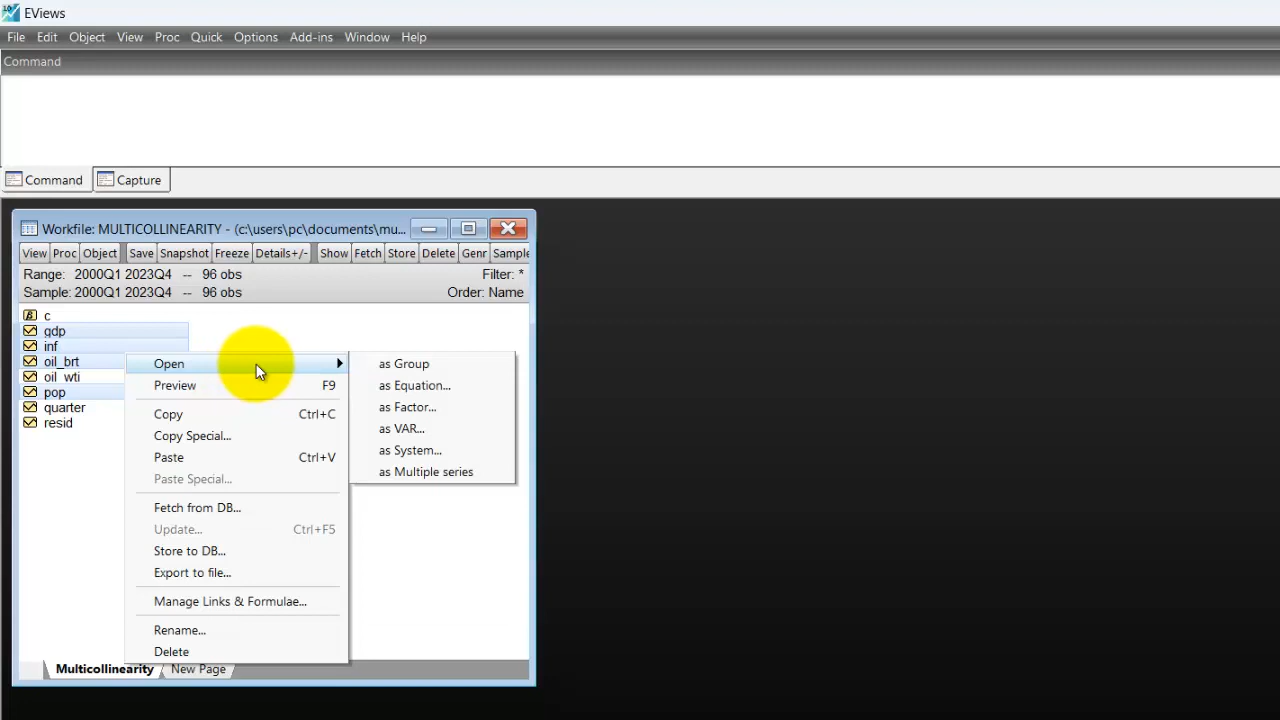 EViews
File Edit Object View Proc Quick Options Add-ins Window Help
Command
Command Capture
Workfile: MULTICOLLINEARITY - (c:\users\pc\documents\mu...
View Proc Object Save Snapshot Freeze Details+/- Show Fetch Store Delete Genr Sample
Range: 2000Q1 2023Q4 -- 96 obs Filter: *
Sample: 2000Q1 2023Q4 -- 96 obs Order: Name
c
gdp
inf
oil_brt
oil_wti
pop
quarter
resid
Open
Preview F9
Copy Ctrl+C
Copy Special...
Paste Ctrl+V
Paste Special...
Fetch from DB...
Update... Ctrl+F5
Store to DB...
Export to file...
Manage Links & Formulae...
Rename...
Delete
as Group
as Equation...
as Factor...
as VAR...
as System...
as Multiple series
Multicollinearity New Page